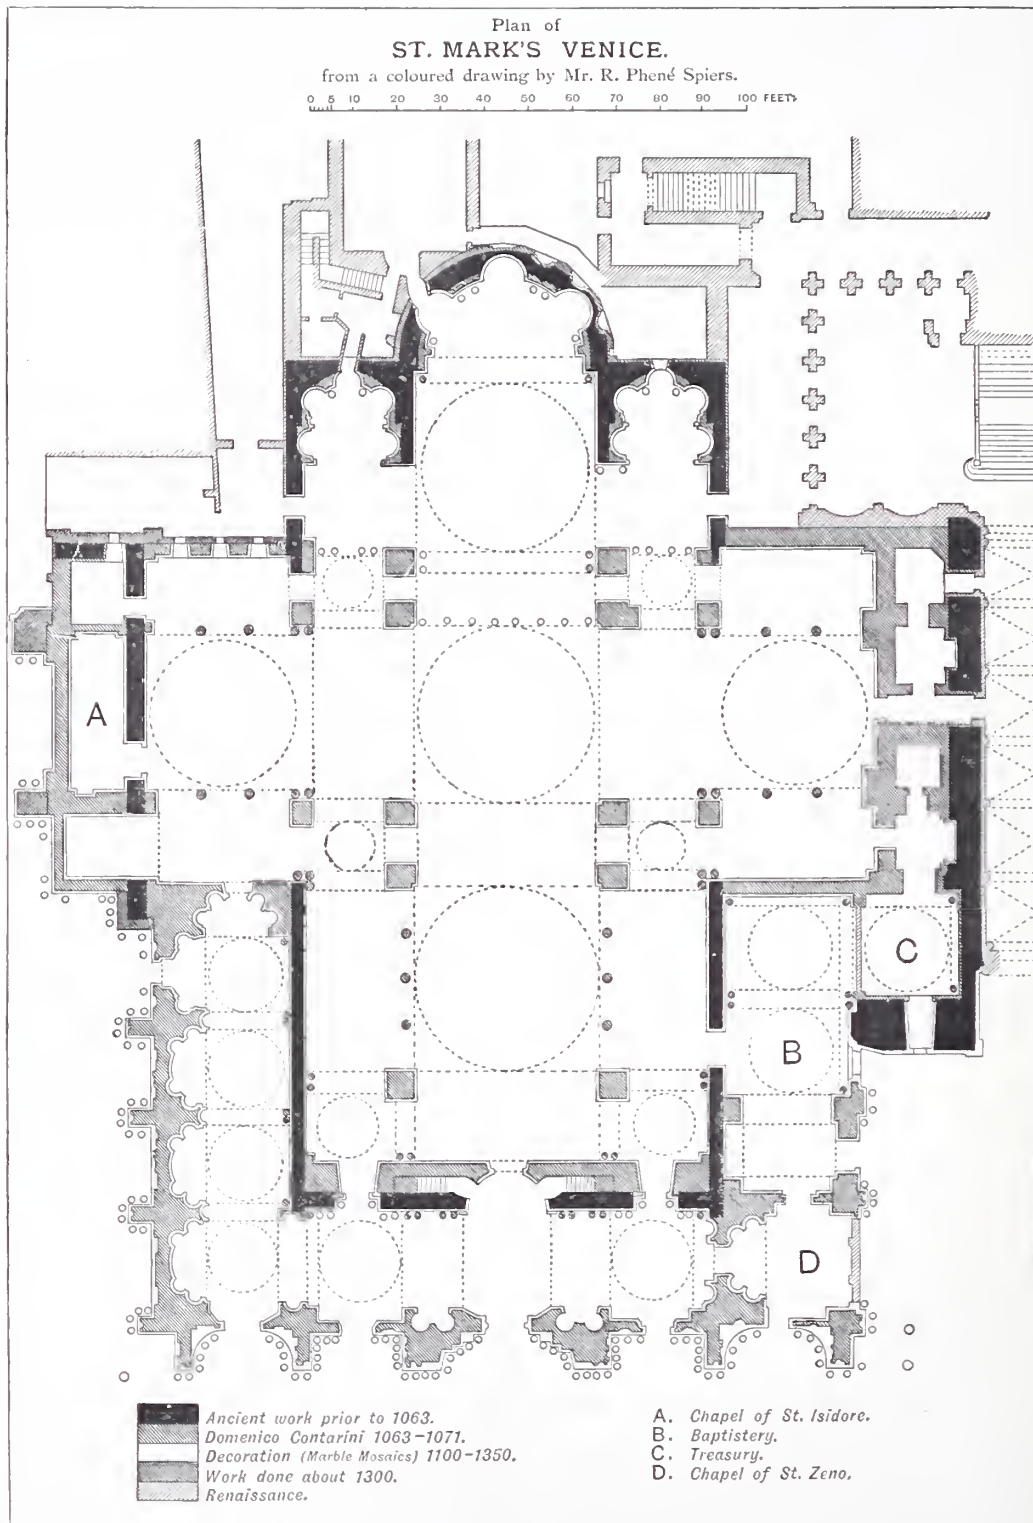 Plan of
ST. MARK'S VENICE.
from a coloured drawing by Mr. R. Phené Spiers.
0 5 10 20 30 40 50 60 70 80 90 100 FEET
A
C
B
D
Ancient work prior to 1063.
Domenico Contarini 1063-1071.
Decoration (Marble Mosaics) 1100-1350.
Work done about 1300.
Renaissance.
A. Chapel of St. Isidore.
B. Baptistery.
C. Treasury.
D. Chapel of St. Zeno.